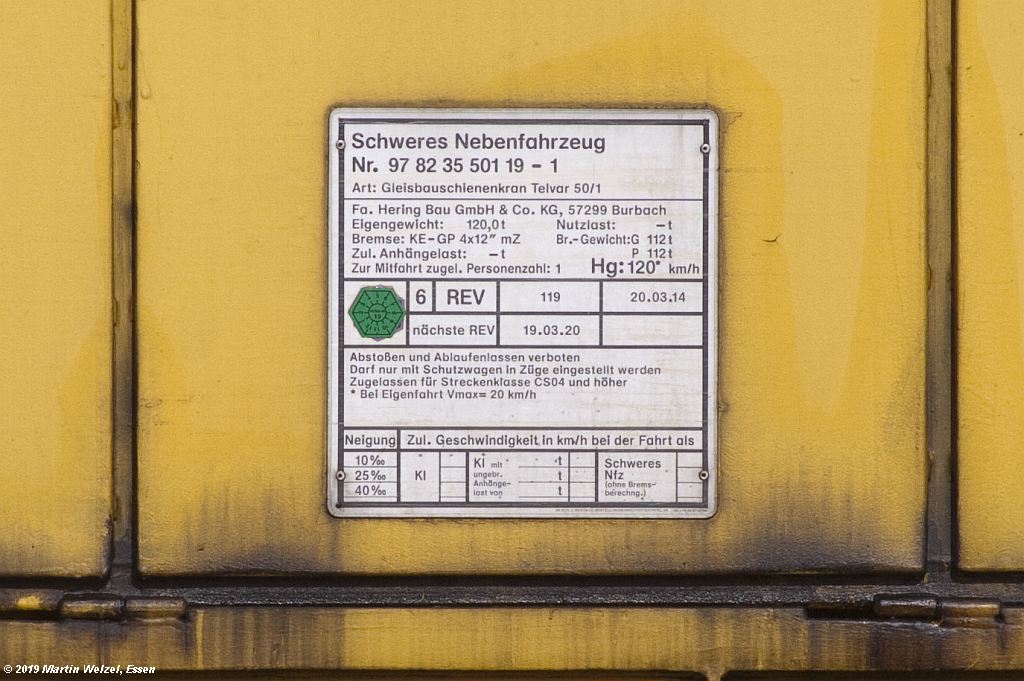 Schweres Nebenfahrzeug
Nr. 97 82 35 501 19 - 1
Art: Gleisbauschienenkran Telvar 50/1
Fa. Hering Bau GmbH & Co. KG, 57299 Burbach
Eigengewicht: 120,0t Nutzlast: -t
Bremse: KE-GP 4x12" mZ Br.-Gewicht: G 112t
Zul. Anhängelast: -t P 112t
Zur Mitfahrt zugel. Personenzahl: 1 Hg: 120* km/h
6 REV 119 20.03.14
nächste REV 19.03.20
Abstoßen und Ablaufenlassen verboten
Darf nur mit Schutzwagen in Züge eingestellt werden
Zugelassen für Streckenklasse CS04 und höher
* Bei Eigenfahrt Vmax= 20 km/h
Neigung Zul. Geschwindigkeit in km/h bei der Fahrt als
10‰
25‰
40‰
Kl
Kl mit t
ungebr. t
Anhänge-
last von t
Schweres
Nfz
(ohne Brems-
berechng.)
© 2019 Martin Welzel, Essen